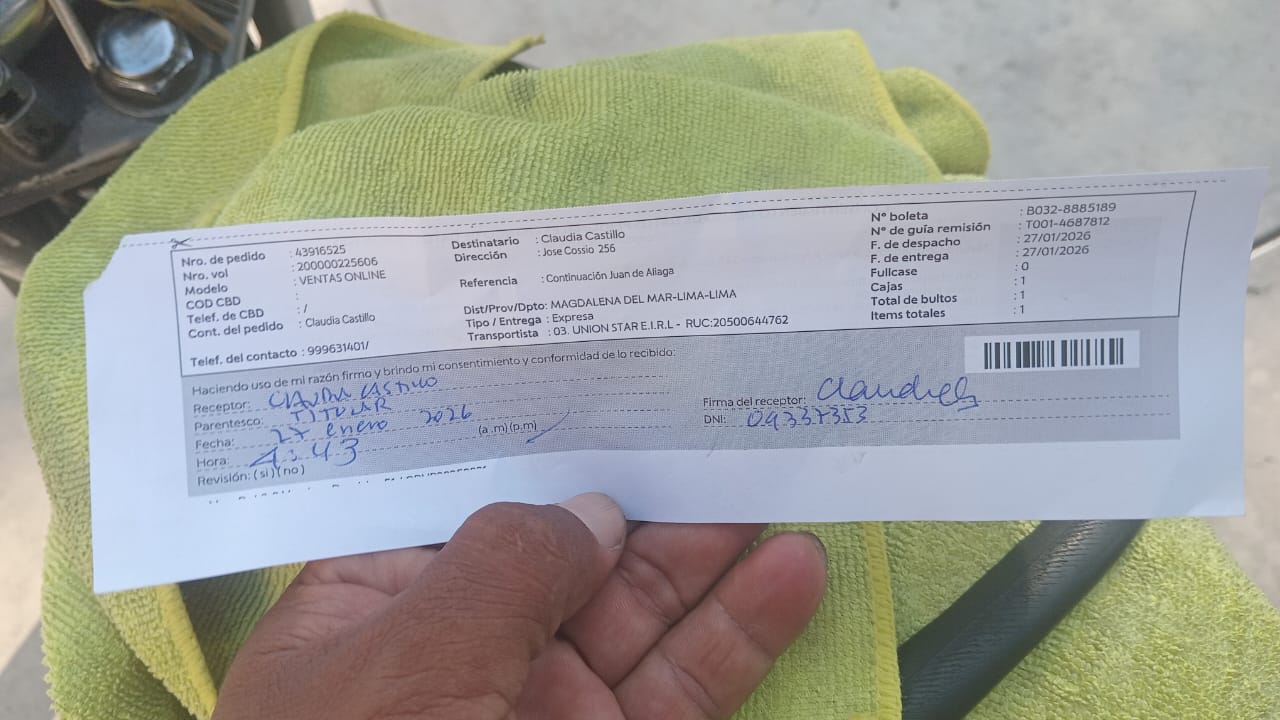 Nro. de pedido : 43916525
Nro. vol : 200000225606
Modelo : VENTAS ONLINE
COD CBD :
Telef. de CBD : /
Cont. del pedido : Claudia Castillo
Telef. del contacto : 999631401/
Destinatario : Claudia Castillo
Dirección : Jose Cossio 256
Referencia : Continuación Juan de Aliaga
Dist/Prov/Dpto: MAGDALENA DEL MAR-LIMA-LIMA
Tipo / Entrega : Expresa
Transportista : 03. UNION STAR E.I.R.L - RUC:20500644762
N° boleta : B032-8885189
N° de guía remisión : T001-4687812
F. de despacho : 27/01/2026
F. de entrega : 27/01/2026
Fullcase : 0
Cajas : 1
Total de bultos : 1
Items totales : 1
Haciendo uso de mi razón firmo y brindo mi consentimiento y conformidad de lo recibido:
Receptor: CLAUDIA CASTILLO
Parentesco: TITULAR
Fecha: 27 enero 2026
Hora: 4:43 (a.m)(p.m)
Revisión: (si)(no)
Firma del receptor:
DNI: 09337353